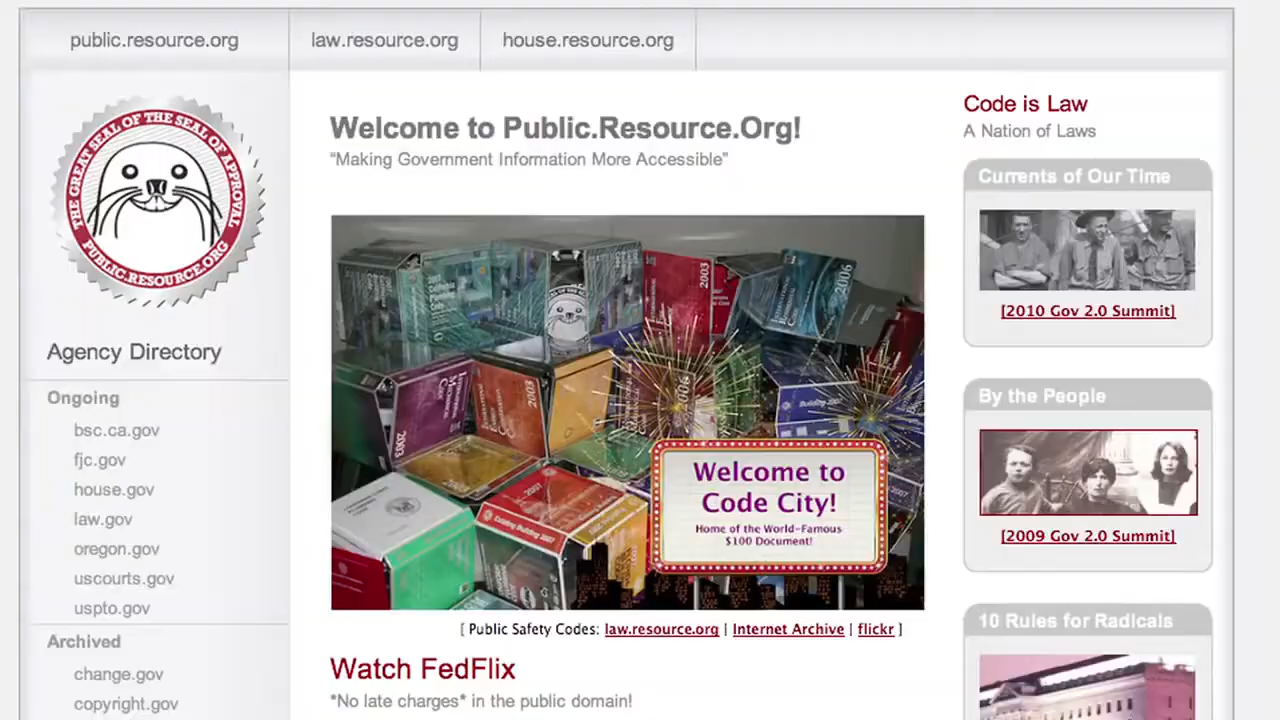 public.resource.org
law.resource.org
house.resource.org
THE GREAT SEAL OF THE SEAL OF APPROVAL
PUBLIC.RESOURCE.ORG
Agency Directory
Ongoing
bsc.ca.gov
fjc.gov
house.gov
law.gov
oregon.gov
uscourts.gov
uspto.gov
Archived
change.gov
copyright.gov
Welcome to Public.Resource.Org!
“Making Government Information More Accessible”
2003
2006
2003
2007
Welcome to
Code City!
Home of the World-Famous
$100 Document!
[ Public Safety Codes: law.resource.org | Internet Archive | flickr ]
Watch FedFlix
*No late charges* in the public domain!
Code is Law
A Nation of Laws
Currents of Our Time
[2010 Gov 2.0 Summit]
By the People
[2009 Gov 2.0 Summit]
10 Rules for Radicals